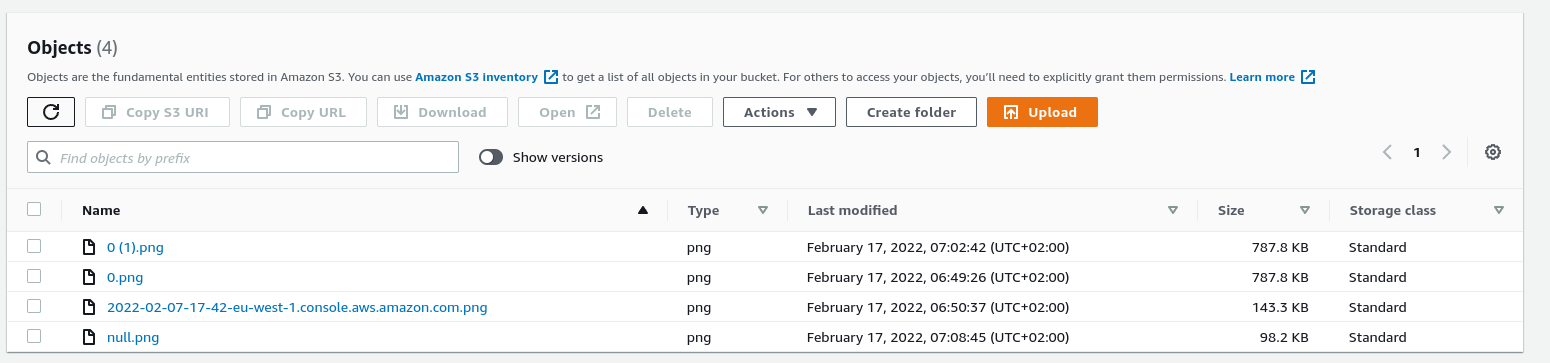 Objects (4)
Objects are the fundamental entities stored in Amazon S3. You can use Amazon S3 inventory to get a list of all objects in your bucket. For others to access your objects, you'll need to explicitly grant them permissions. Learn more
Copy S3 URI Copy URL Download Open Delete Actions Create folder Upload
Find objects by prefix Show versions 1
Name Type Last modified Size Storage class
0 (1).png png February 17, 2022, 07:02:42 (UTC+02:00) 787.8 KB Standard
0.png png February 17, 2022, 06:49:26 (UTC+02:00) 787.8 KB Standard
2022-02-07-17-42-eu-west-1.console.aws.amazon.com.png png February 17, 2022, 06:50:37 (UTC+02:00) 143.3 KB Standard
null.png png February 17, 2022, 07:08:45 (UTC+02:00) 98.2 KB Standard